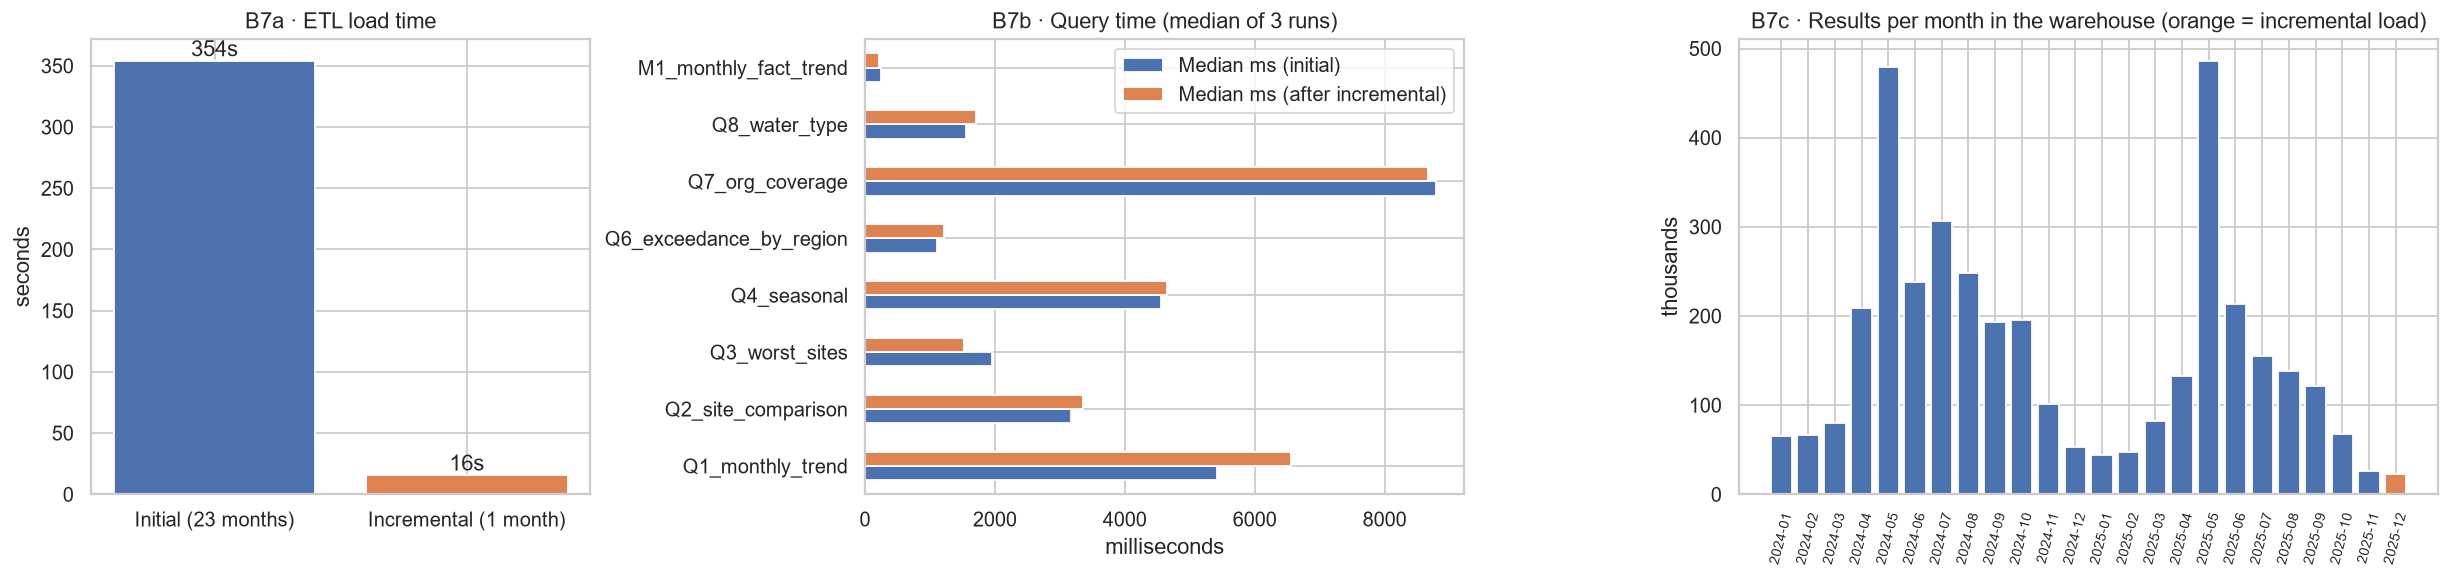 B7a · ETL load time
354s
16s
350
300
250
200
150
100
50
0
seconds
Initial (23 months)
Incremental (1 month)
B7b · Query time (median of 3 runs)
Median ms (initial)
Median ms (after incremental)
M1_monthly_fact_trend
Q8_water_type
Q7_org_coverage
Q6_exceedance_by_region
Q4_seasonal
Q3_worst_sites
Q2_site_comparison
Q1_monthly_trend
0
2000
4000
6000
8000
milliseconds
B7c · Results per month in the warehouse (orange = incremental load)
500
400
300
200
100
0
thousands
2024-01
2024-02
2024-03
2024-04
2024-05
2024-06
2024-07
2024-08
2024-09
2024-10
2024-11
2024-12
2025-01
2025-02
2025-03
2025-04
2025-05
2025-06
2025-07
2025-08
2025-09
2025-10
2025-11
2025-12